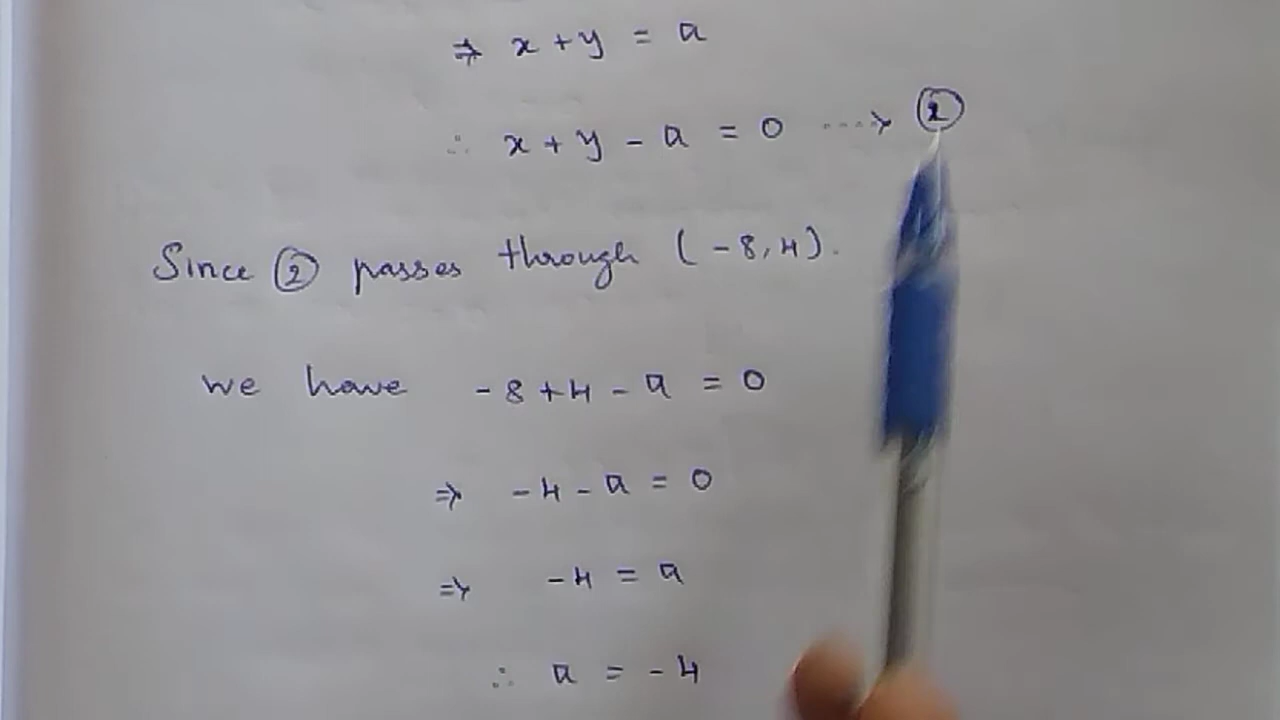 ⇒ x + y = a
∴ x + y - a = 0 ----> ②
Since ② passes through (-8, 4).
we have -8 + 4 - a = 0
⇒ -4 - a = 0
⇒ -4 = a
∴ a = -4